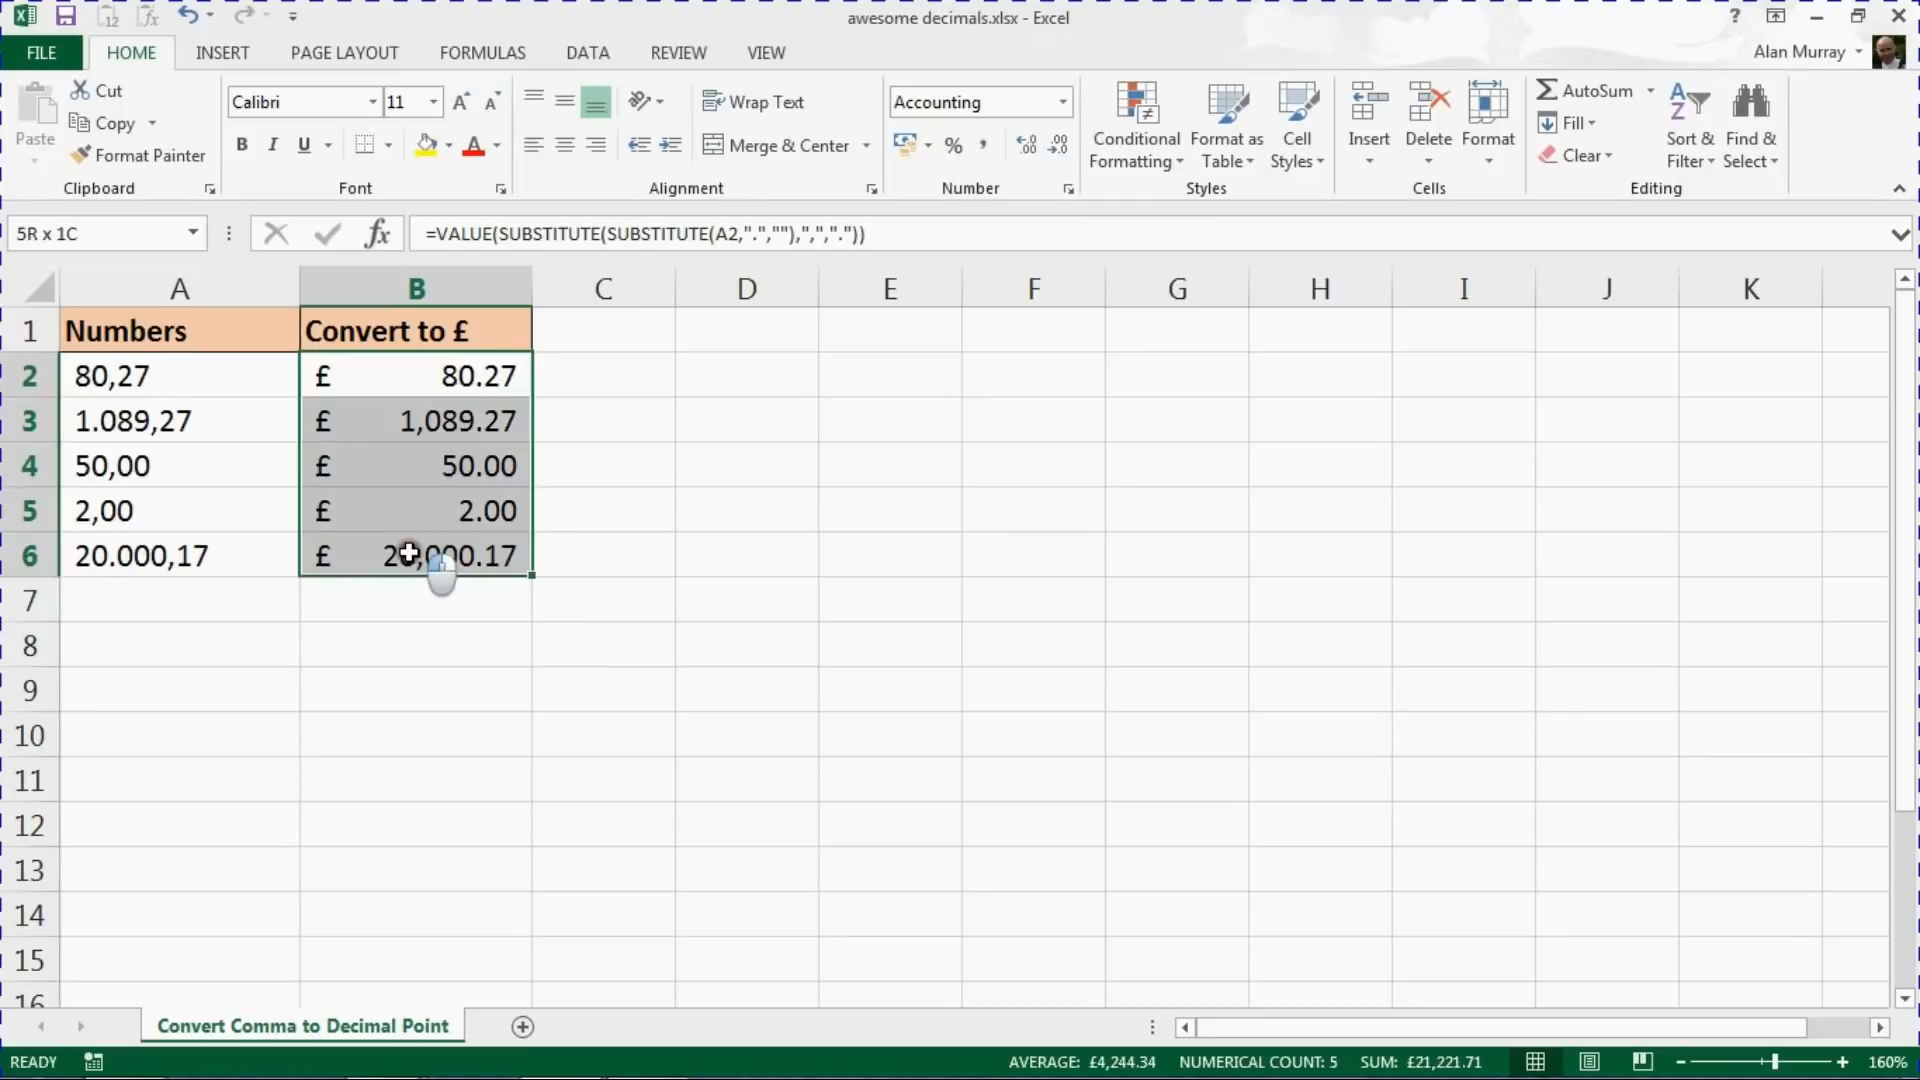 awesome decimals.xlsx - Excel
?
FILE
HOME
INSERT
PAGE LAYOUT
FORMULAS
DATA
REVIEW
VIEW
Alan Murray
Paste
Cut
Copy
Format Painter
Clipboard
Calibri
11
B I U
Font
Wrap Text
Merge & Center
Alignment
Accounting
%
Number
Conditional
Formatting
Format as
Table
Cell
Styles
Styles
Insert
Delete
Format
Cells
AutoSum
Fill
Clear
Sort &
Filter
Find &
Select
Editing
5R x 1C
fx
=VALUE(SUBSTITUTE(SUBSTITUTE(A2,".",""),",","."))
A B C D E F G H I J K
1 Numbers Convert to £
2 80,27 £ 80.27
3 1.089,27 £ 1,089.27
4 50,00 £ 50.00
5 2,00 £ 2.00
6 20.000,17 £ 20,000.17
7
8
9
10
11
12
13
14
15
16
Convert Comma to Decimal Point
READY
AVERAGE: £4,244.34 NUMERICAL COUNT: 5 SUM: £21,221.71
160%